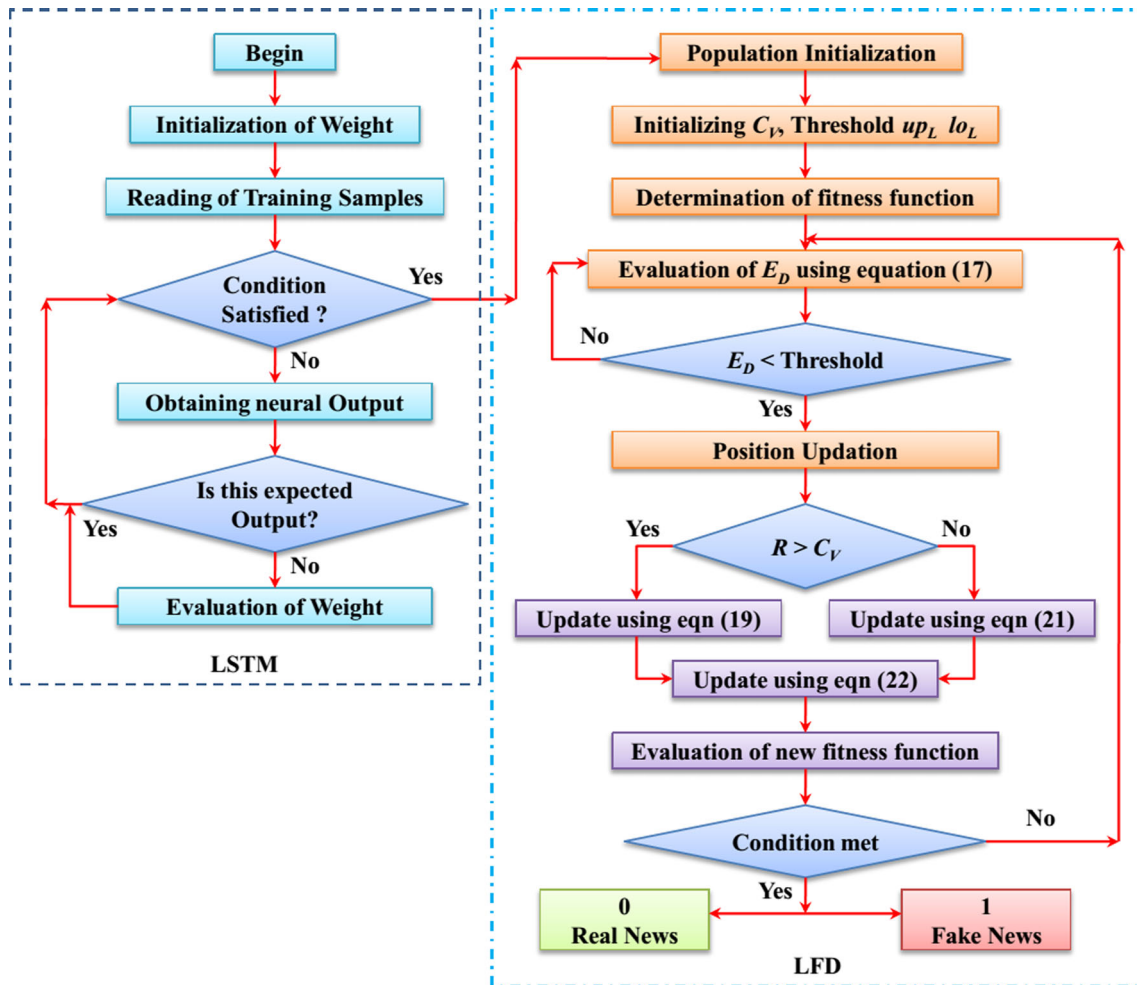 Begin
Initialization of Weight
Reading of Training Samples
Condition
Satisfied ?
Yes
No
Obtaining neural Output
Is this expected
Output?
Yes
No
Evaluation of Weight
LSTM
Population Initialization
Initializing C_V, Threshold up_L lo_L
Determination of fitness function
Evaluation of E_D using equation (17)
No
E_D < Threshold
Yes
Position Updation
Yes
R > C_V
No
Update using eqn (19)
Update using eqn (21)
Update using eqn (22)
Evaluation of new fitness function
Condition met
No
Yes
0
Real News
1
Fake News
LFD